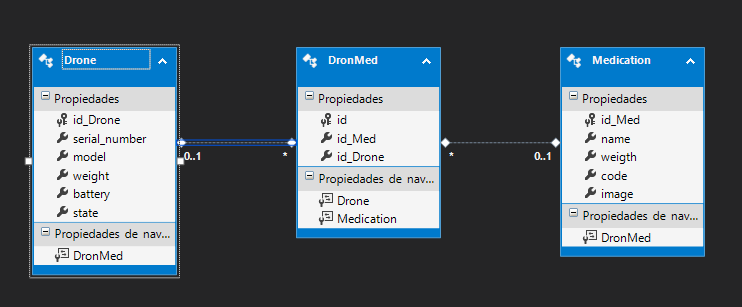 Drone
Propiedades
id_Drone
serial_number
model
weight
battery
state
Propiedades de nav...
DronMed
0..1
*
DronMed
Propiedades
id
id_Med
id_Drone
Propiedades de nav...
Drone
Medication
*
0..1
Medication
Propiedades
id_Med
name
weigth
code
image
Propiedades de nav...
DronMed